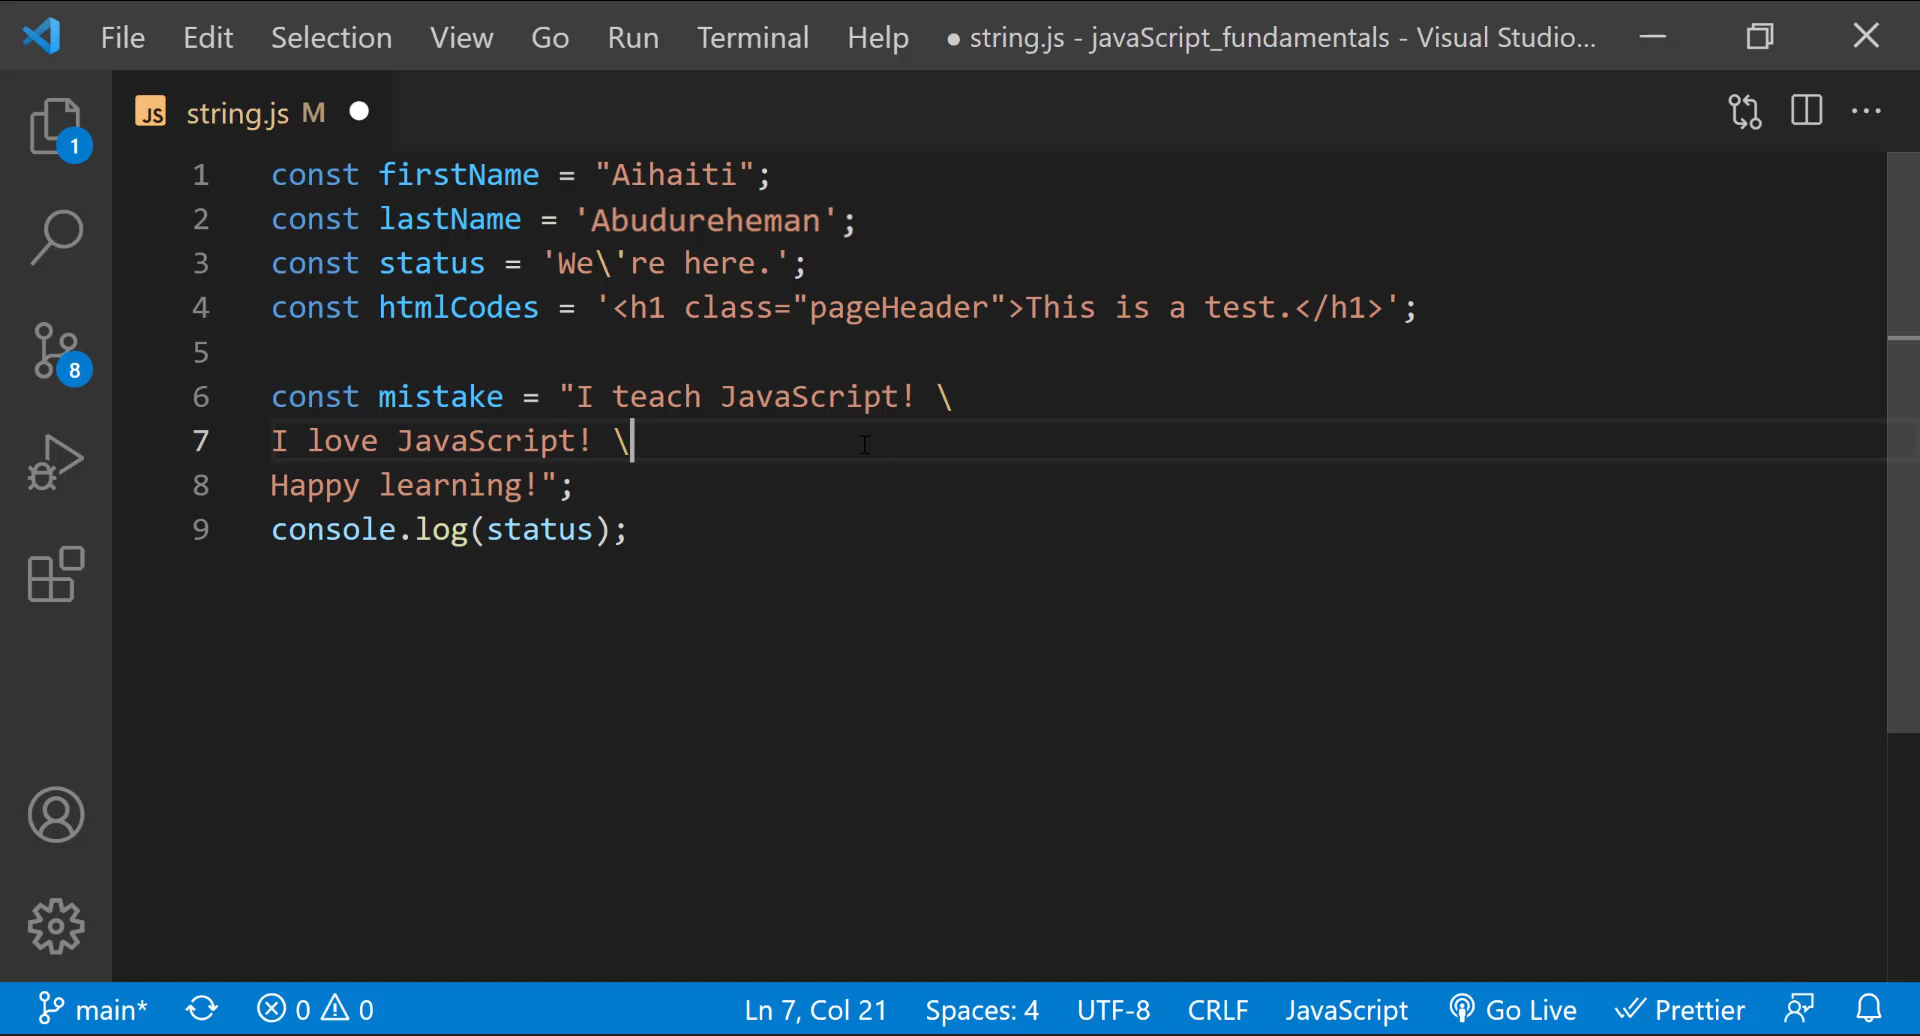 File Edit Selection View Go Run Terminal Help ● string.js - javaScript_fundamentals - Visual Studio...
JS string.js M ●
1 const firstName = "Aihaiti";
2 const lastName = 'Abudureheman';
3 const status = 'We\'re here.';
4 const htmlCodes = '<h1 class="pageHeader">This is a test.</h1>';
5
6 const mistake = "I teach JavaScript! \
7 I love JavaScript! \
8 Happy learning!";
9 console.log(status);
1
8
main* 0 0 Ln 7, Col 21 Spaces: 4 UTF-8 CRLF JavaScript Go Live Prettier